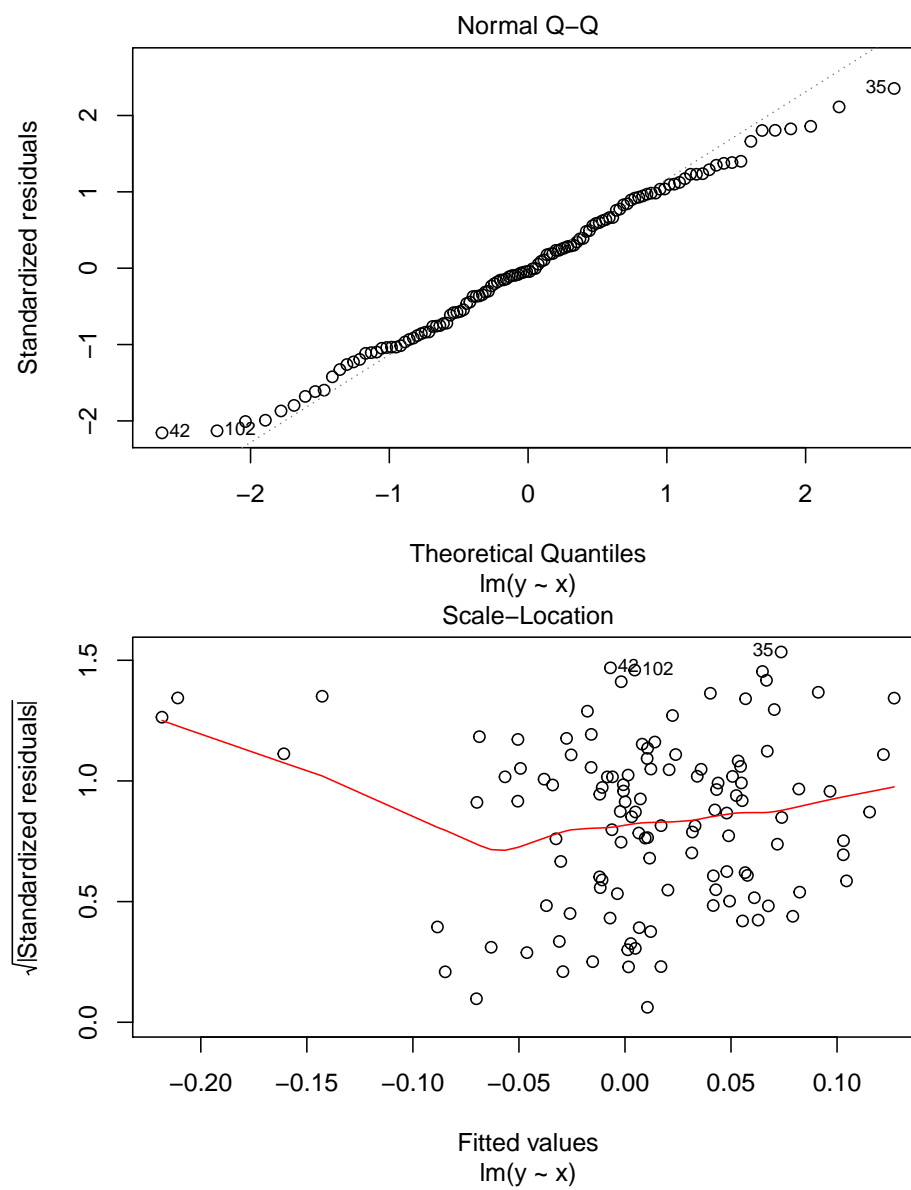 Normal Q−Q
Standardized residuals
2
1
0
−1
−2
35
42
102
−2 −1 0 1 2
Theoretical Quantiles
lm(y ~ x)
Scale−Location
√|Standardized residuals|
1.5
1.0
0.5
0.0
42
102
35
−0.20 −0.15 −0.10 −0.05 0.00 0.05 0.10
Fitted values
lm(y ~ x)